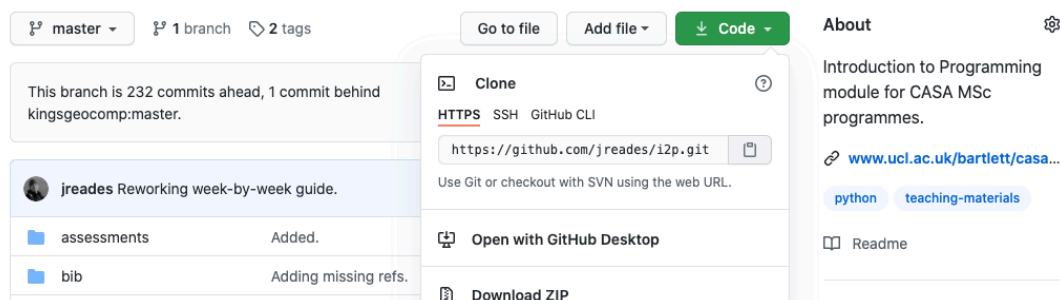 master
1 branch
2 tags
Go to file
Add file
Code
This branch is 232 commits ahead, 1 commit behind
kingsgeocomp:master.
jreades Reworking week-by-week guide.
assessments Added.
bib Adding missing refs.
Clone
HTTPS SSH GitHub CLI
https://github.com/jreades/i2p.git
Use Git or checkout with SVN using the web URL.
Open with GitHub Desktop
Download ZIP
About
Introduction to Programming
module for CASA MSc
programmes.
www.ucl.ac.uk/bartlett/casa...
python teaching-materials
Readme